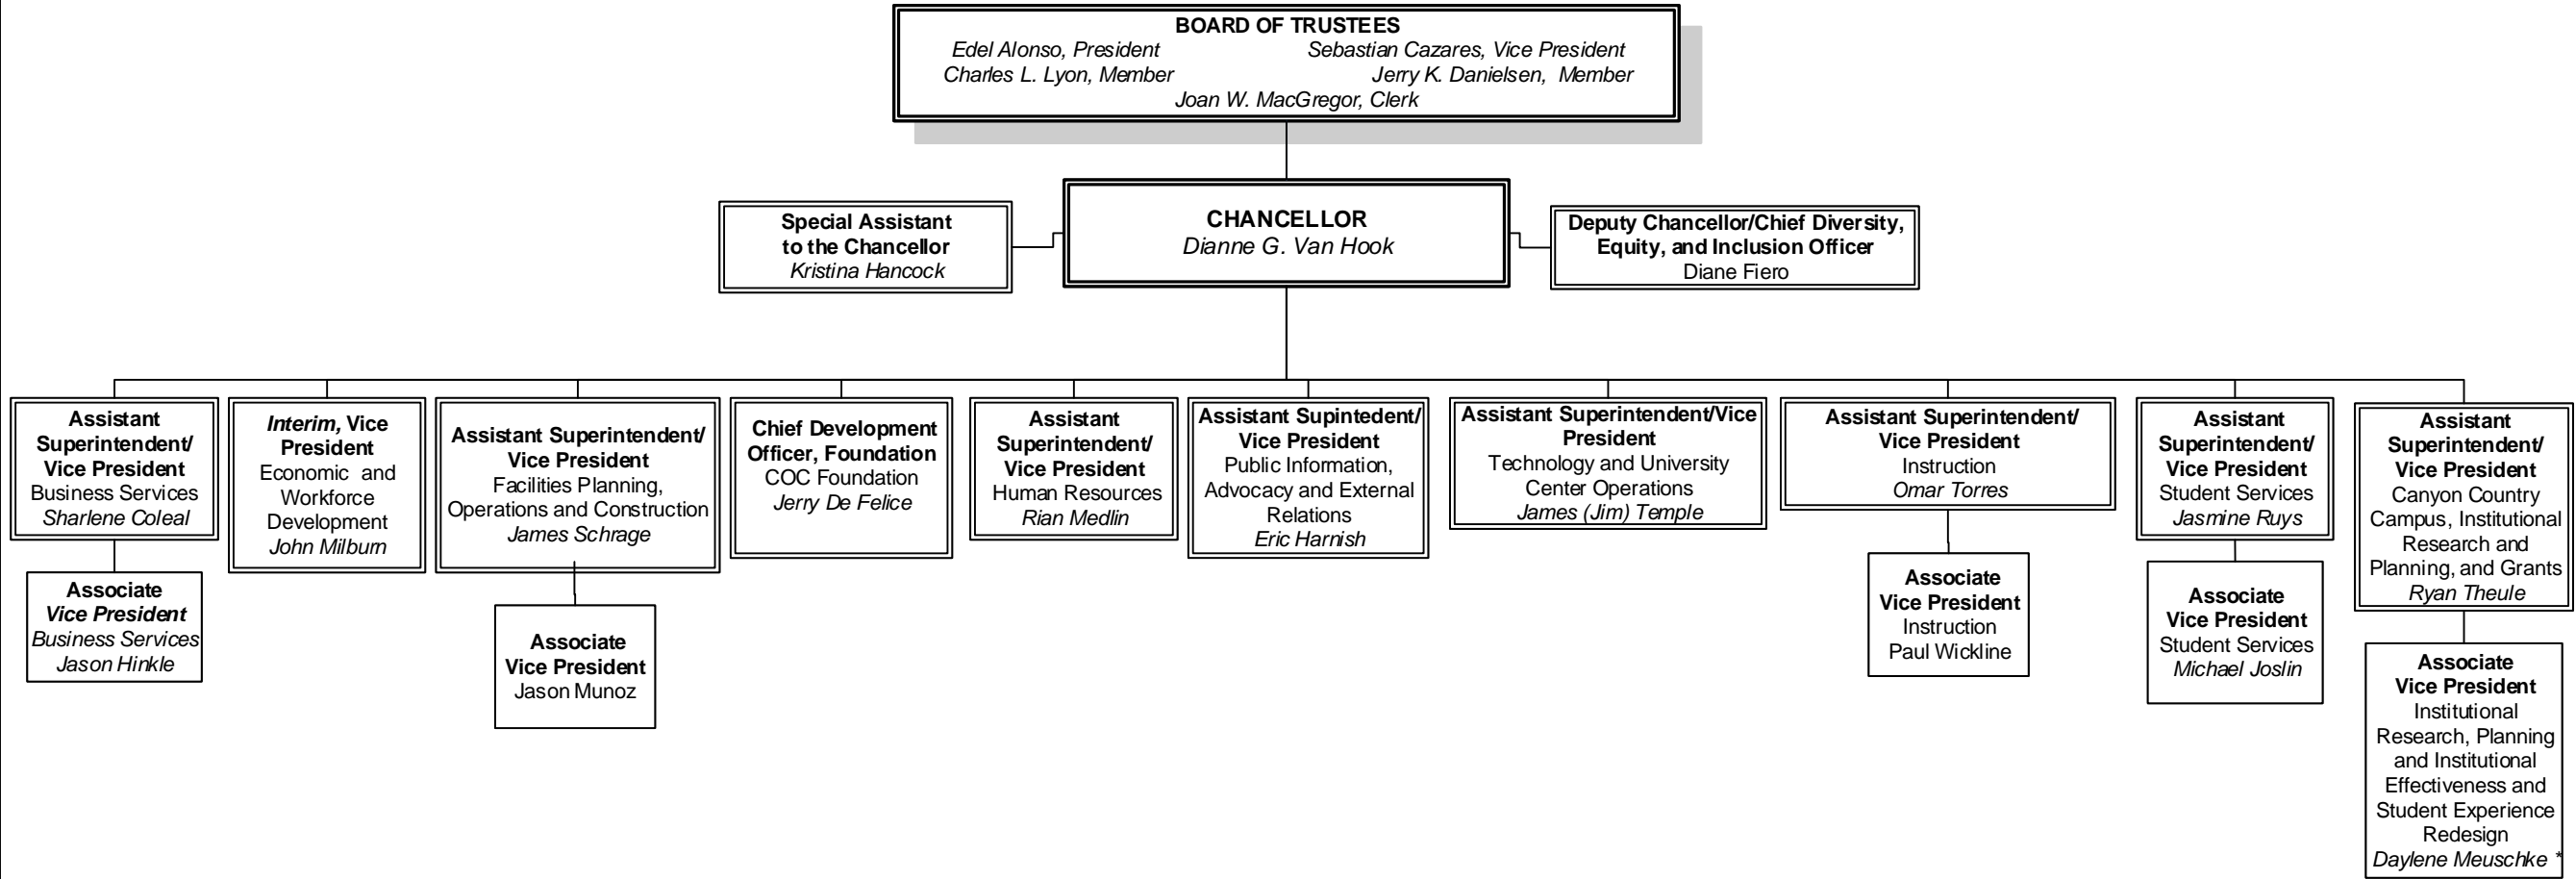 BOARD OF TRUSTEES
Edel Alonso, President Sebastian Cazares, Vice President
Charles L. Lyon, Member Jerry K. Danielsen, Member
Joan W. MacGregor, Clerk
Special Assistant
to the Chancellor
Kristina Hancock
CHANCELLOR
Dianne G. Van Hook
Deputy Chancellor/Chief Diversity,
Equity, and Inclusion Officer
Diane Fiero
Assistant
Superintendent/
Vice President
Business Services
Sharlene Coleal
Interim, Vice
President
Economic and
Workforce
Development
John Milburn
Assistant Superintendent/
Vice President
Facilities Planning,
Operations and Construction
James Schrage
Chief Development
Officer, Foundation
COC Foundation
Jerry De Felice
Assistant
Superintendent/
Vice President
Human Resources
Rian Medlin
Assistant Supintedent/
Vice President
Public Information,
Advocacy and External
Relations
Eric Harnish
Assistant Superintendent/Vice
President
Technology and University
Center Operations
James (Jim) Temple
Assistant Superintendent/
Vice President
Instruction
Omar Torres
Assistant
Superintendent/
Vice President
Student Services
Jasmine Ruys
Assistant
Superintendent/
Vice President
Canyon Country
Campus, Institutional
Research and
Planning, and Grants
Ryan Theule
Associate
Vice President
Business Services
Jason Hinkle
Associate
Vice President
Jason Munoz
Associate
Vice President
Instruction
Paul Wickline
Associate
Vice President
Student Services
Michael Joslin
Associate
Vice President
Institutional
Research, Planning
and Institutional
Effectiveness and
Student Experience
Redesign
Daylene Meuschke *